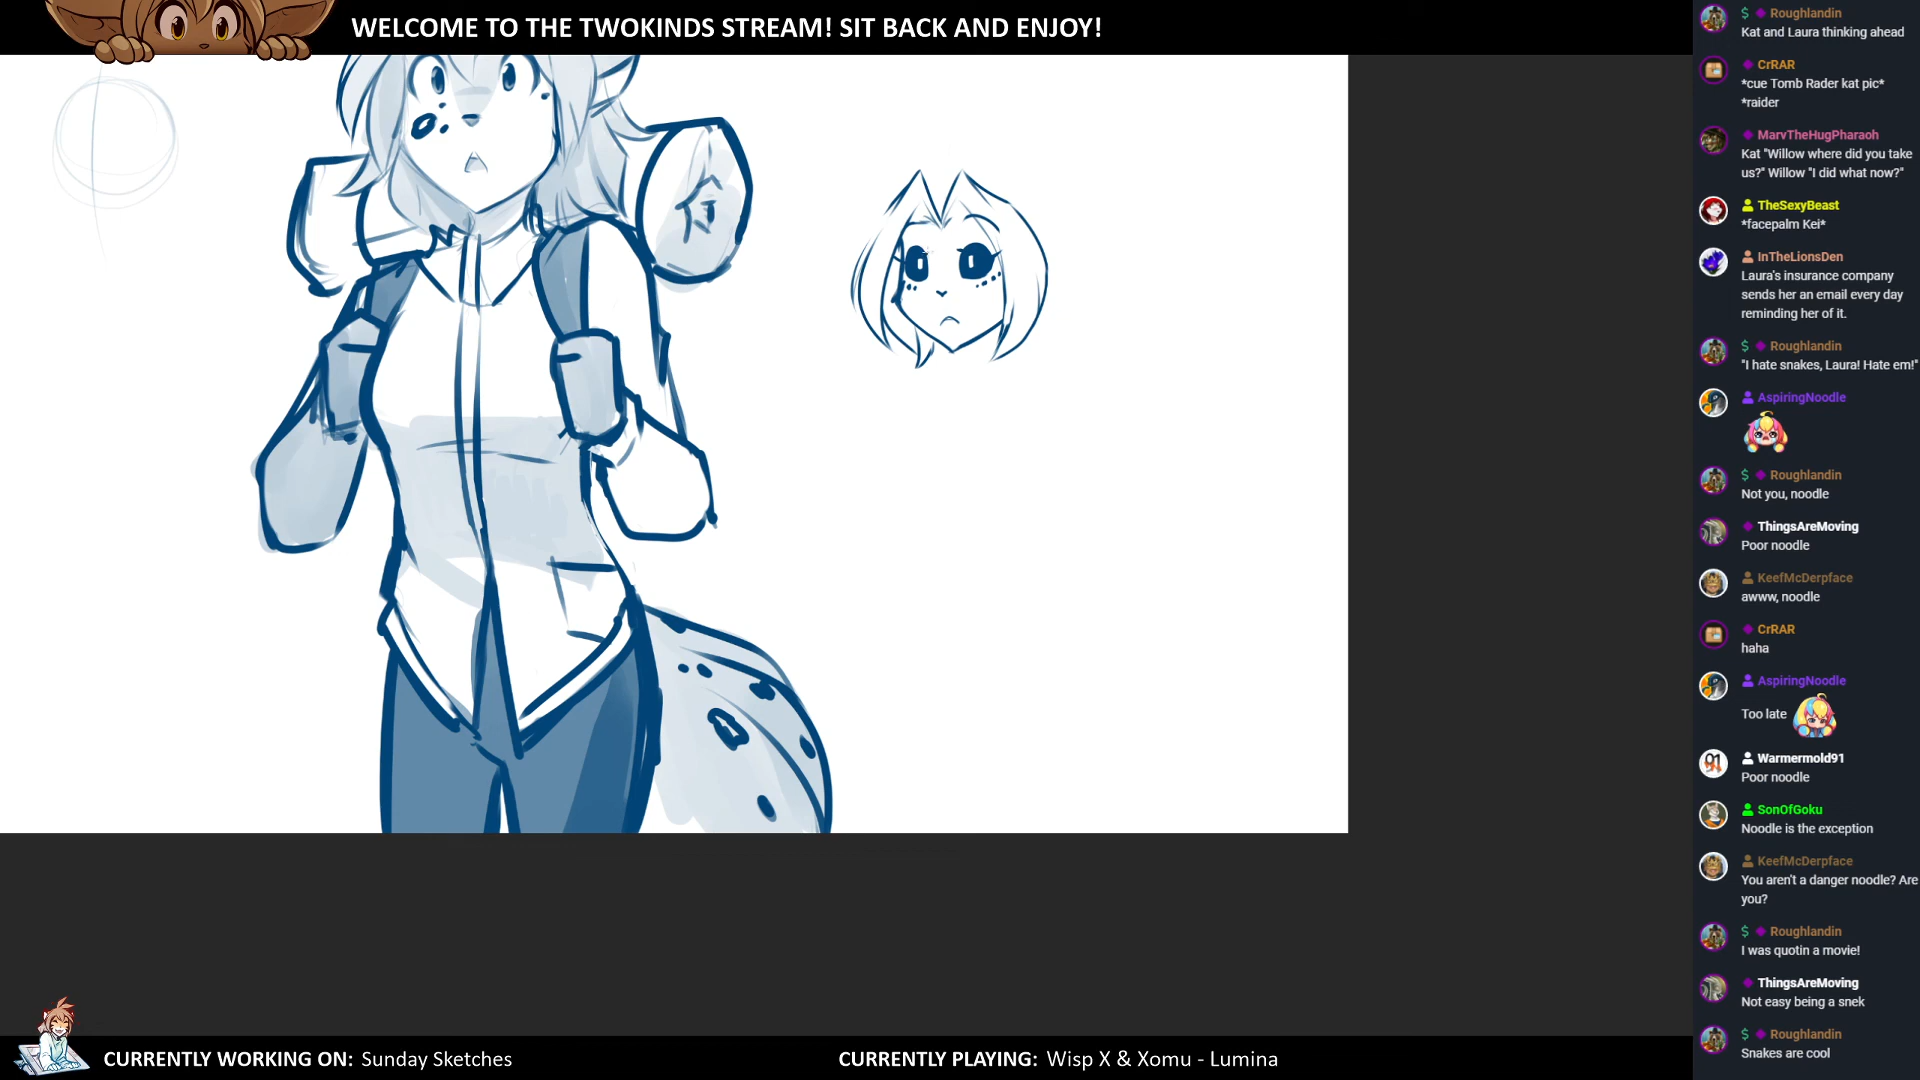 WELCOME TO THE TWOKINDS STREAM! SIT BACK AND ENJOY!
$ Roughlandin
Kat and Laura thinking ahead
CrRAR
*cue Tomb Rader kat pic*
*raider
MarvTheHugPharaoh
Kat "Willow where did you take
us?" Willow "I did what now?"
TheSexyBeast
*facepalm Kei*
InTheLionsDen
Laura's insurance company
sends her an email every day
reminding her of it.
$ Roughlandin
"I hate snakes, Laura! Hate em!"
AspiringNoodle
$ Roughlandin
Not you, noodle
ThingsAreMoving
Poor noodle
KeefMcDerpface
awww, noodle
CrRAR
haha
AspiringNoodle
Too late
91 Warmermold91
Poor noodle
SonOfGoku
Noodle is the exception
KeefMcDerpface
You aren't a danger noodle? Are
you?
$ Roughlandin
I was quotin a movie!
ThingsAreMoving
Not easy being a snek
$ Roughlandin
Snakes are cool
CURRENTLY WORKING ON: Sunday Sketches
CURRENTLY PLAYING: Wisp X & Xomu - Lumina